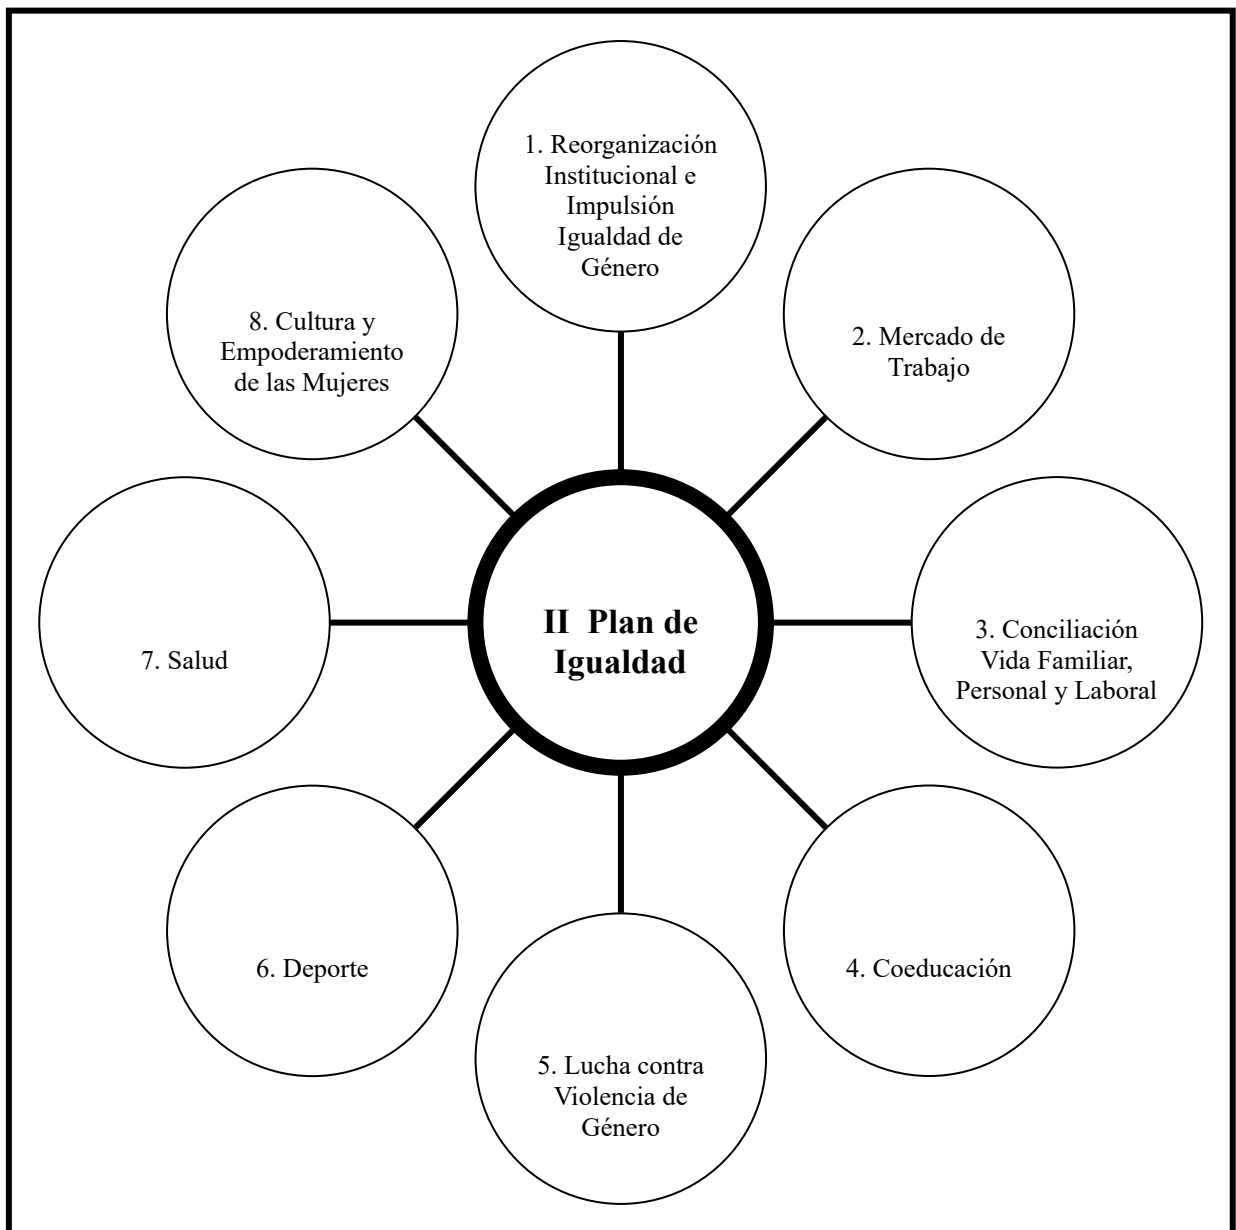 1. Reorganización
Institucional e
Impulsión
Igualdad de
Género
2. Mercado de
Trabajo
3. Conciliación
Vida Familiar,
Personal y Laboral
4. Coeducación
5. Lucha contra
Violencia de
Género
6. Deporte
7. Salud
8. Cultura y
Empoderamiento
de las Mujeres
II Plan de
Igualdad